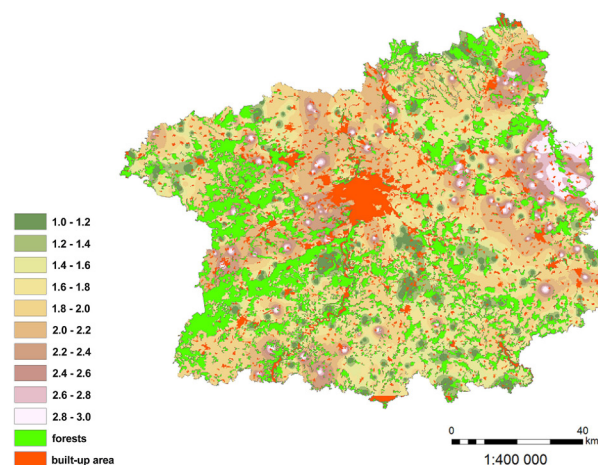 1.0 - 1.2
1.2 - 1.4
1.4 - 1.6
1.6 - 1.8
1.8 - 2.0
2.0 - 2.2
2.2 - 2.4
2.4 - 2.6
2.6 - 2.8
2.8 - 3.0
forests
built-up area
0 40
km
1:400 000